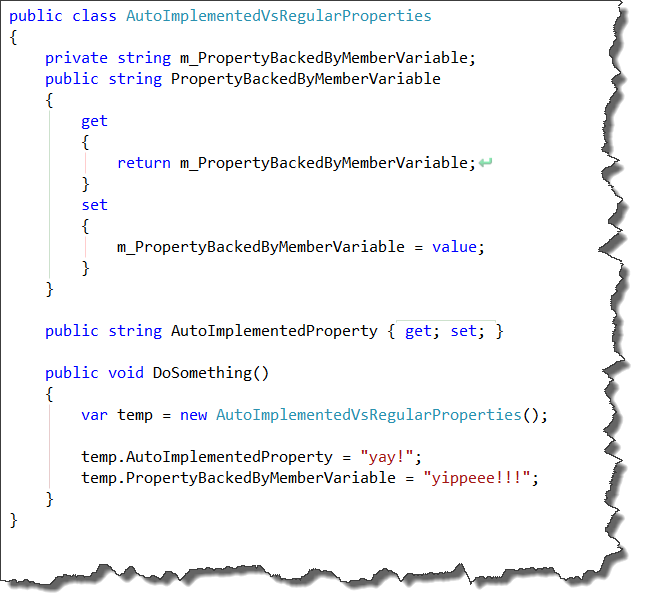 public class AutoImplementedVsRegularProperties
{
    private string m_PropertyBackedByMemberVariable;
    public string PropertyBackedByMemberVariable
    {
        get
        {
            return m_PropertyBackedByMemberVariable;
        }
        set
        {
            m_PropertyBackedByMemberVariable = value;
        }
    }

    public string AutoImplementedProperty { get; set; }

    public void DoSomething()
    {
        var temp = new AutoImplementedVsRegularProperties();

        temp.AutoImplementedProperty = "yay!";
        temp.PropertyBackedByMemberVariable = "yippeee!!!";
    }
}